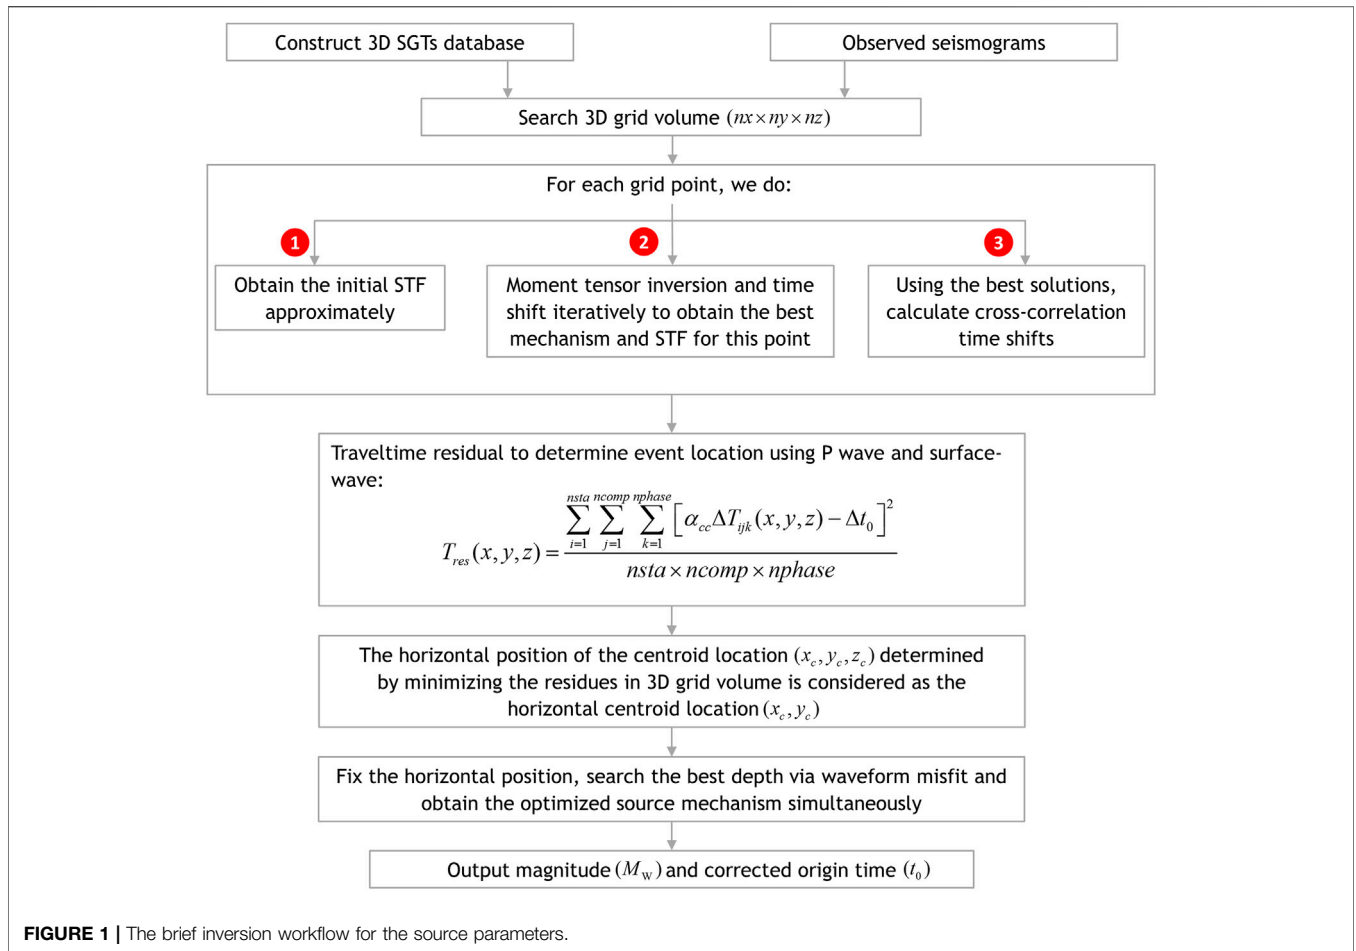 Construct 3D SGTs database
Observed seismograms
Search 3D grid volume (nx×ny×nz)
For each grid point, we do:
1
2
3
Obtain the initial STF
approximately
Moment tensor inversion and time
shift iteratively to obtain the best
mechanism and STF for this point
Using the best solutions,
calculate cross-correlation
time shifts
Traveltime residual to determine event location using P wave and surface-
wave:
T_res(x,y,z) = \frac{\sum_{i=1}^{nsta} \sum_{j=1}^{ncomp} \sum_{k=1}^{nphase} [α_cc ΔT_ijk(x,y,z) − Δt_0]^2}{nsta × ncomp × nphase}
The horizontal position of the centroid location (x_c, y_c, z_c) determined
by minimizing the residues in 3D grid volume is considered as the
horizontal centroid location (x_c, y_c)
Fix the horizontal position, search the best depth via waveform misfit and
obtain the optimized source mechanism simultaneously
Output magnitude (M_W) and corrected origin time (t_0)
FIGURE 1 | The brief inversion workflow for the source parameters.